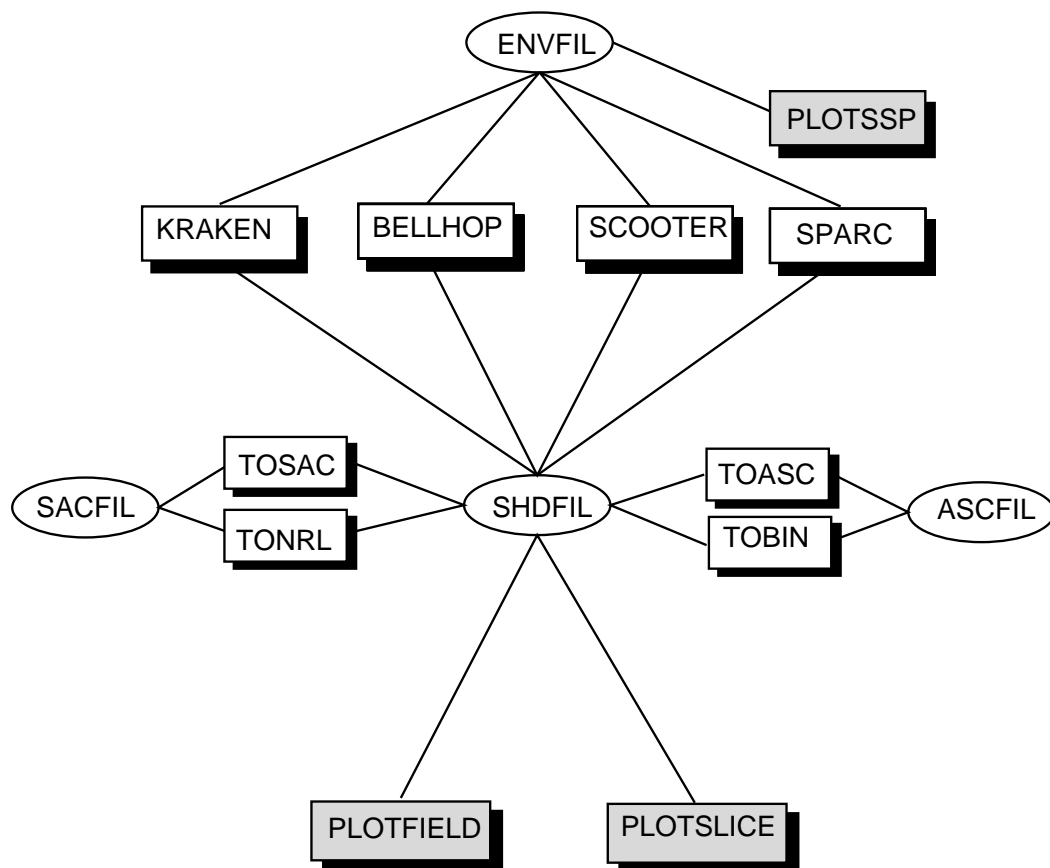 ENVFIL
PLOTSSP
KRAKEN
BELLHOP
SCOOTER
SPARC
TOSAC
TOASC
SACFIL
SHDFIL
ASCFIL
TONRL
TOBIN
PLOTFIELD
PLOTSLICE